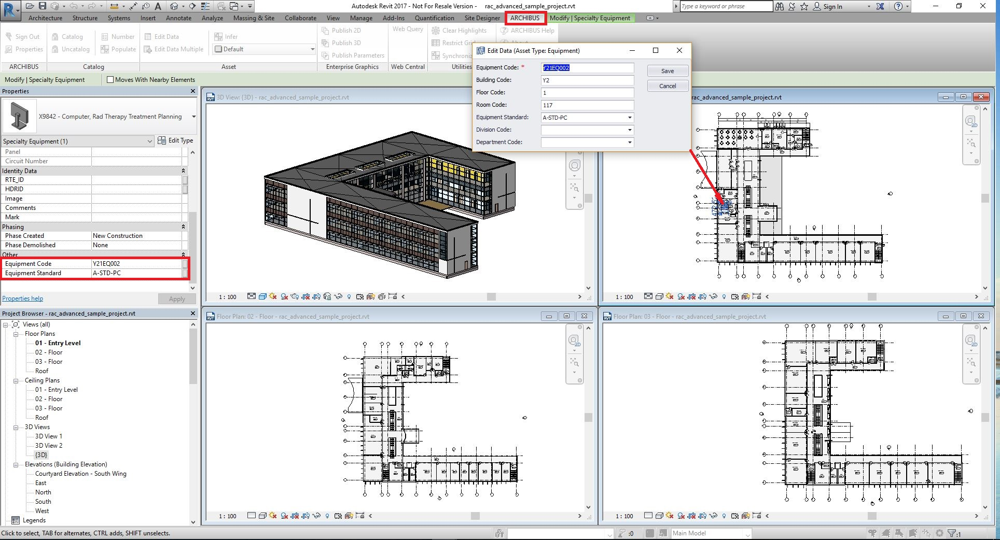 Autodesk Revit 2017 - Not For Resale Version - rac_advanced_sample_project.rvt
Type a keyword or phrase
Sign In
Architecture Structure Systems Insert Annotate Analyze Massing & Site Collaborate View Manage Add-Ins Quantification Site Designer ARCHIBUS Modify | Specialty Equipment
Sign Out Catalog Number Edit Data Infer Publish 2D Web Query Clear Highlights ARCHIBUS Help
Properties Uncatalog Populate Edit Data Multiple Default Publish 3D Restrict
Publish Parameters
ARCHIBUS Catalog Asset Enterprise Graphics Web Central Utilities
Modify | Specialty Equipment Moves With Nearby Elements
Edit Data (Asset Type: Equipment)
Equipment Code: * Y21EQ002
Building Code: Y2
Floor Code: 1
Room Code: 117
Equipment Standard: A-STD-PC
Division Code:
Department Code:
Save
Cancel
Properties
X9842 - Computer, Rad Therapy Treatment Planning
Specialty Equipment (1) Edit Type
Panel
Circuit Number
Identity Data
RTE_ID
HDRID
Image
Comments
Mark
Phasing
Phase Created New Construction
Phase Demolished None
Other
Equipment Code Y21EQ002
Equipment Standard A-STD-PC
Properties help Apply
Project Browser - rac_advanced_sample_project.rvt
Views (all)
Floor Plans
01 - Entry Level
02 - Floor
03 - Floor
Roof
Ceiling Plans
01 - Entry Level
02 - Floor
03 - Floor
Roof
3D Views
3D View 1
3D View 2
{3D}
Elevations (Building Elevation)
Courtyard Elevation - South Wing
East
North
South
West
Legends
3D View: {3D} - rac_advanced_sample_project.rvt
1 : 100
rac_advanced_sample_project.rvt
2D
1 : 100
Floor Plan: 02 - Floor - rac_advanced_sample_project.rvt
2D
1 : 100
Floor Plan: 03 - Floor - rac_advanced_sample_project.rvt
2D
1 : 100
Click to select, TAB for alternates, CTRL adds, SHIFT unselects.
:0
Main Model
:1